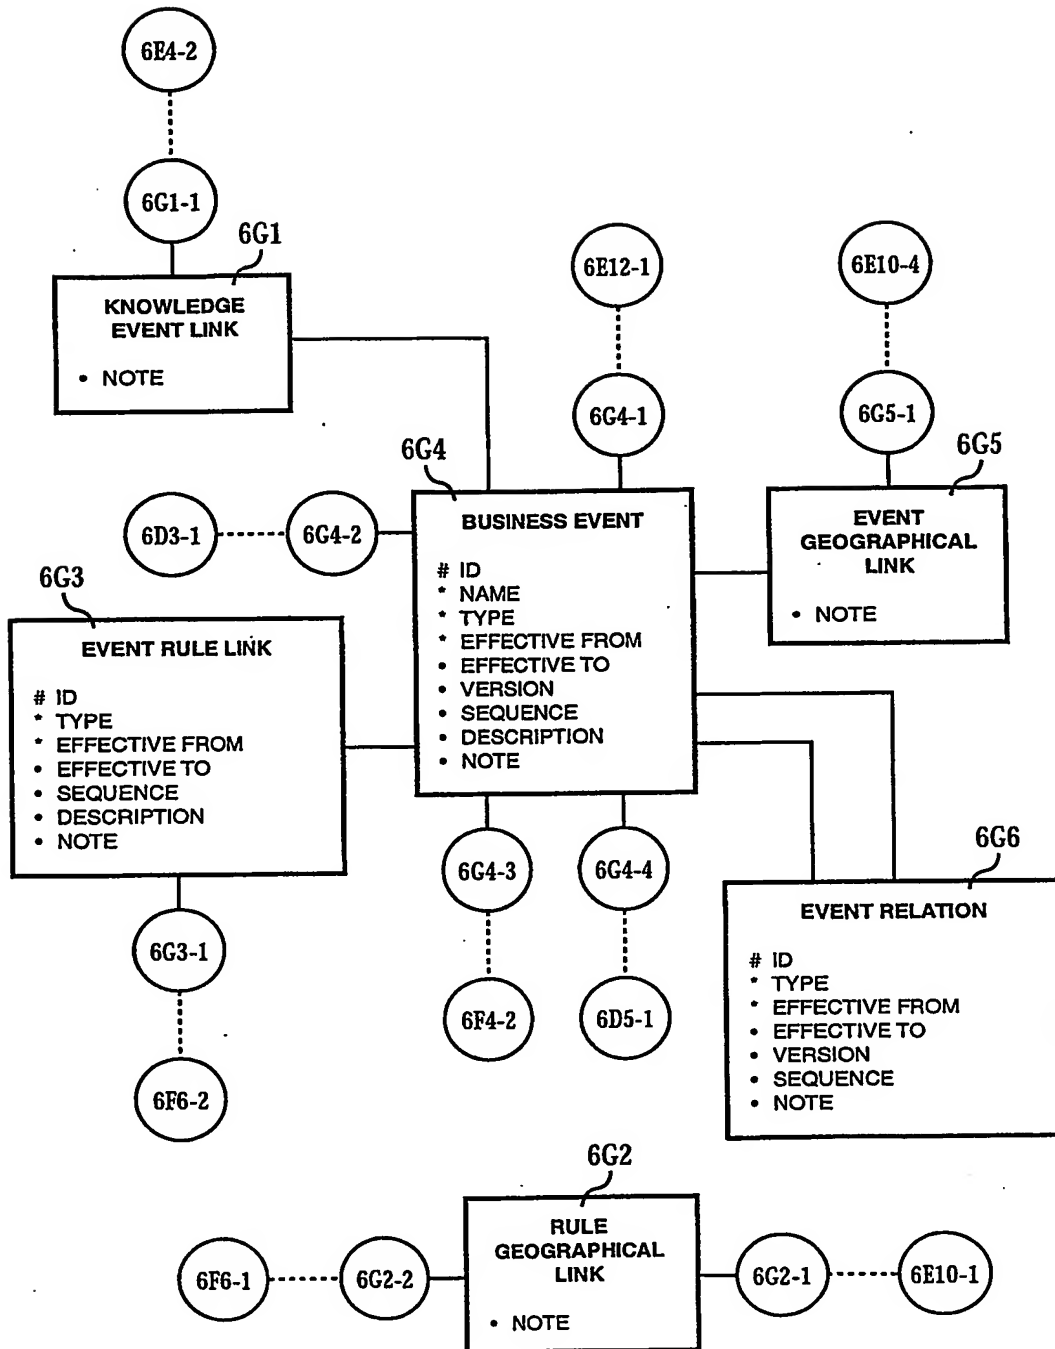 6E4-2
6G1-1
6G1
KNOWLEDGE
EVENT LINK
• NOTE
6E12-1
6G4-1
6E10-4
6G5-1
6G5
EVENT
GEOGRAPHICAL
LINK
• NOTE
6G4
6D3-1
6G4-2
BUSINESS EVENT
# ID
* NAME
* TYPE
* EFFECTIVE FROM
• EFFECTIVE TO
• VERSION
• SEQUENCE
• DESCRIPTION
• NOTE
6G3
EVENT RULE LINK
# ID
* TYPE
* EFFECTIVE FROM
• EFFECTIVE TO
• SEQUENCE
• DESCRIPTION
• NOTE
6G3-1
6F6-2
6G4-3
6F4-2
6G4-4
6D5-1
6G6
EVENT RELATION
# ID
* TYPE
* EFFECTIVE FROM
• EFFECTIVE TO
• VERSION
• SEQUENCE
• NOTE
6G2
6F6-1
6G2-2
RULE
GEOGRAPHICAL
LINK
• NOTE
6G2-1
6E10-1